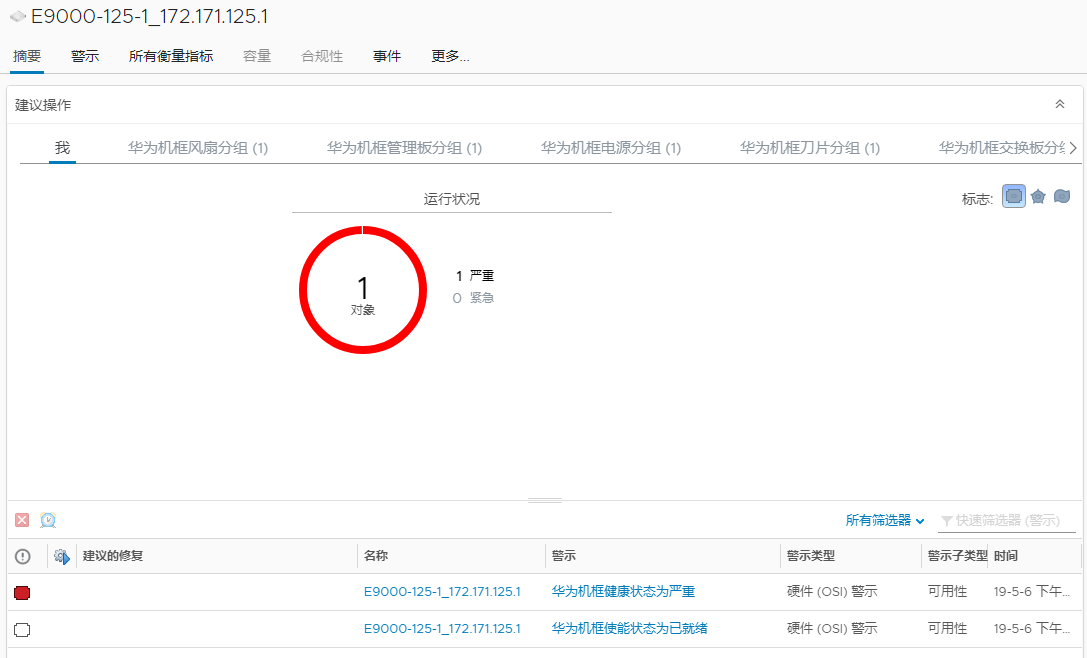 E9000-125-1_172.171.125.1
摘要 警示 所有衡量指标 容量 合规性 事件 更多...
建议操作
我 华为机框风扇分组 (1) 华为机框管理板分组 (1) 华为机框电源分组 (1) 华为机框刀片分组 (1) 华为机框交换板分
运行状况 标志:
1 严重
1
0 紧急
对象
所有筛选器 快速筛选器 (警示)
建议的修复 名称 警示 警示类型 警示子类型 时间
E9000-125-1_172.171.125.1 华为机框健康状态为严重 硬件 (OSI) 警示 可用性 19-5-6 下午...
E9000-125-1_172.171.125.1 华为机框使能状态为已就绪 硬件 (OSI) 警示 可用性 19-5-6 下午...